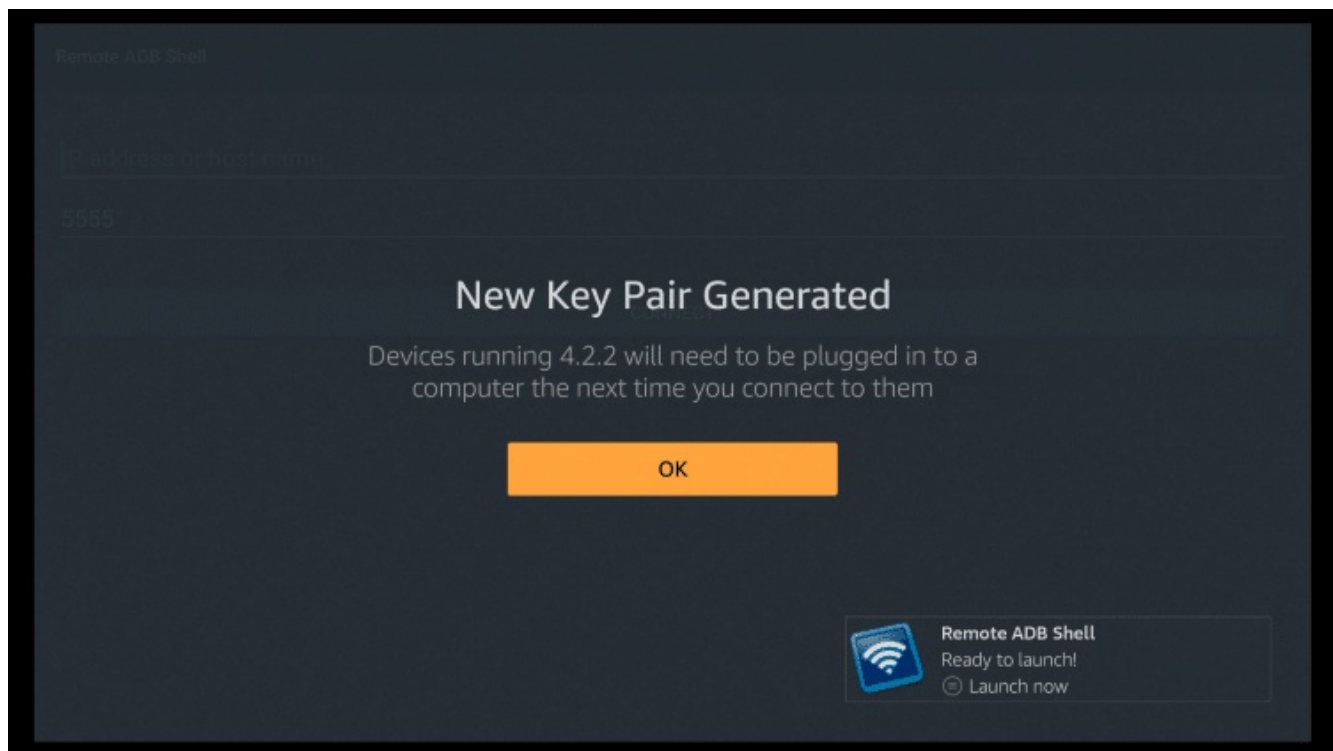 Remote ADB Shell
IP address or host name
5555
CONNECT
New Key Pair Generated
Devices running 4.2.2 will need to be plugged in to a
computer the next time you connect to them
OK
Remote ADB Shell
Ready to launch!
Launch now